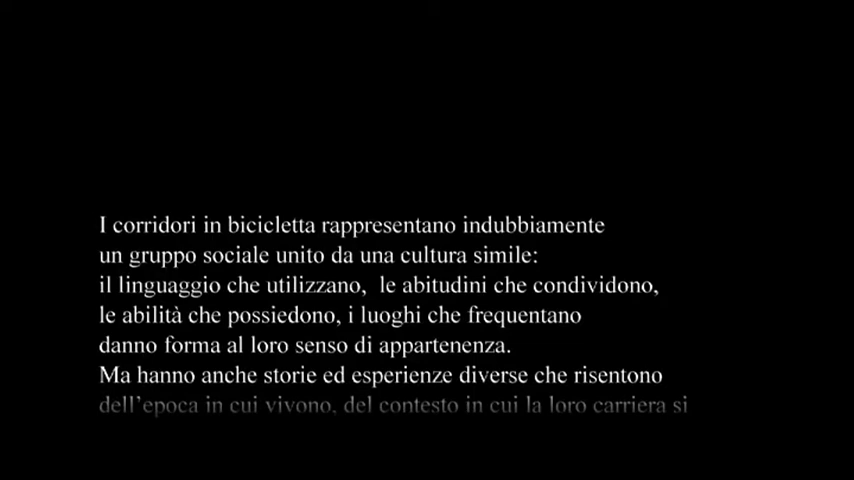 I corridori in bicicletta rappresentano indubbiamente
un gruppo sociale unito da una cultura simile:
il linguaggio che utilizzano,  le abitudini che condividono,
le abilità che possiedono, i luoghi che frequentano
danno forma al loro senso di appartenenza.
Ma hanno anche storie ed esperienze diverse che risentono
dell’epoca in cui vivono, del contesto in cui la loro carriera si